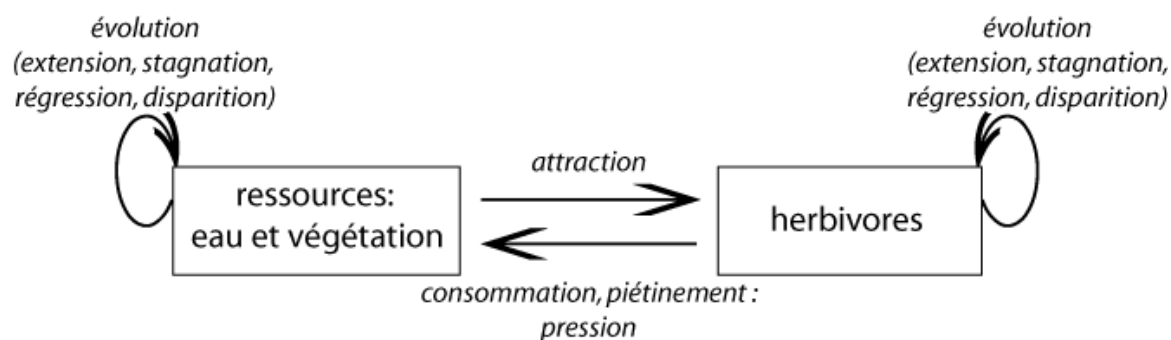 évolution
(extension, stagnation,
régression, disparition)
évolution
(extension, stagnation,
régression, disparition)
attraction
ressources:
eau et végétation
herbivores
consommation, piétinement :
pression